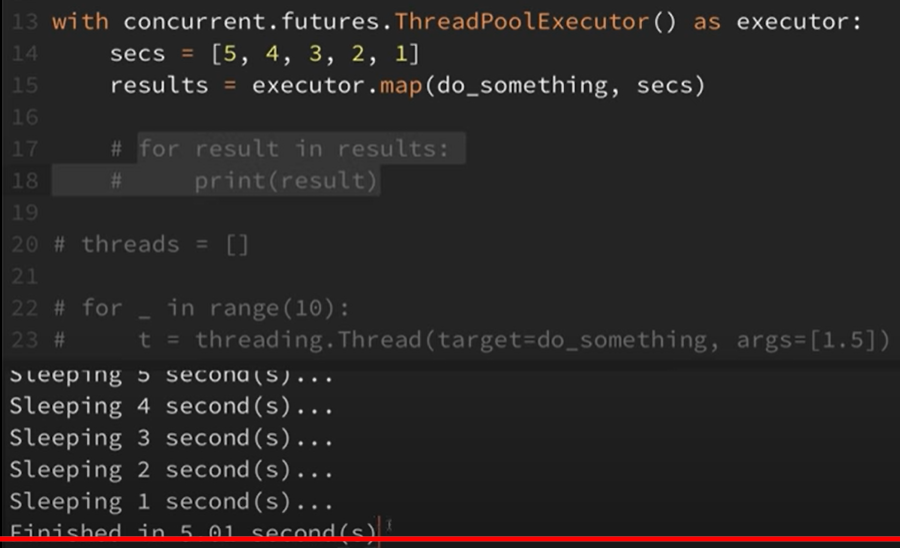 13 with concurrent.futures.ThreadPoolExecutor() as executor:
14     secs = [5, 4, 3, 2, 1]
15     results = executor.map(do_something, secs)
16
17     # for result in results:
18     #     print(result)
19
20 # threads = []
21
22 # for _ in range(10):
23 #     t = threading.Thread(target=do_something, args=[1.5])
Sleeping 5 second(s)...
Sleeping 4 second(s)...
Sleeping 3 second(s)...
Sleeping 2 second(s)...
Sleeping 1 second(s)...
Finished in 5.01 second(s)